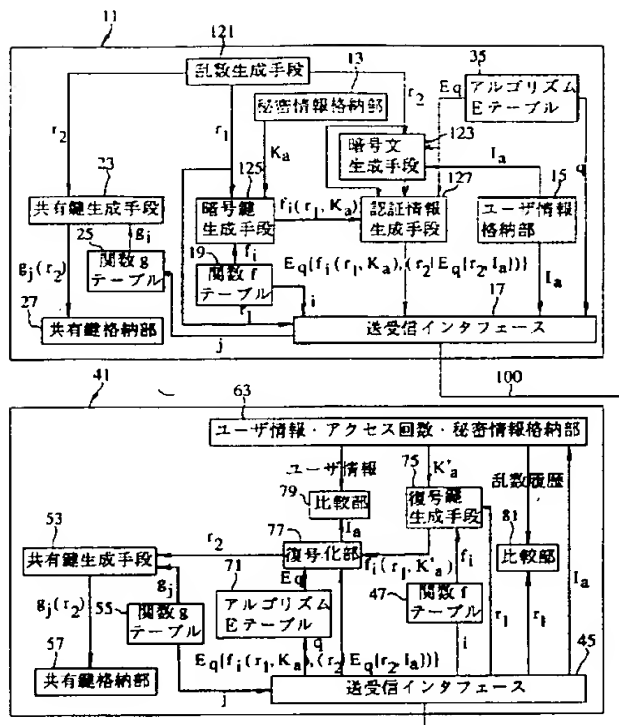 11
121
乱数生成手段
13
秘密情報格納部
35
アルゴリズム
Eテーブル
Eq
r2
r2
r1
Ka
123
暗号文
生成手段
Ia
q
23
共有鍵生成手段
125
暗号鍵
生成手段
fi(r1,Ka)
127
認証情報
生成手段
15
ユーザ情報
格納部
25
gj
関数g
テーブル
gj(r2)
19
fi
関数f
テーブル
Eq{fi(r1,Ka),(r2|Eq{r2,Ia})}
Ia
27
共有鍵格納部
r1
i
j
17
送受信インタフェース
100
41
63
ユーザ情報・アクセス回数・秘密情報格納部
ユーザ情報
K'a
乱数履歴
79
比較部
75
復号鍵
生成手段
81
比較部
Ia
Ia
53
共有鍵生成手段
r2
77
復号化部
fi(r1,K'a)
fi
r1
r1
gj
Eq
71
アルゴリズム
Eテーブル
47
関数f
テーブル
gj(r2)
55
関数g
テーブル
q
i
57
共有鍵格納部
Eq{fi(r1,Ka),(r2)Eq{r2,Ia})}
j
45
送受信インタフェース